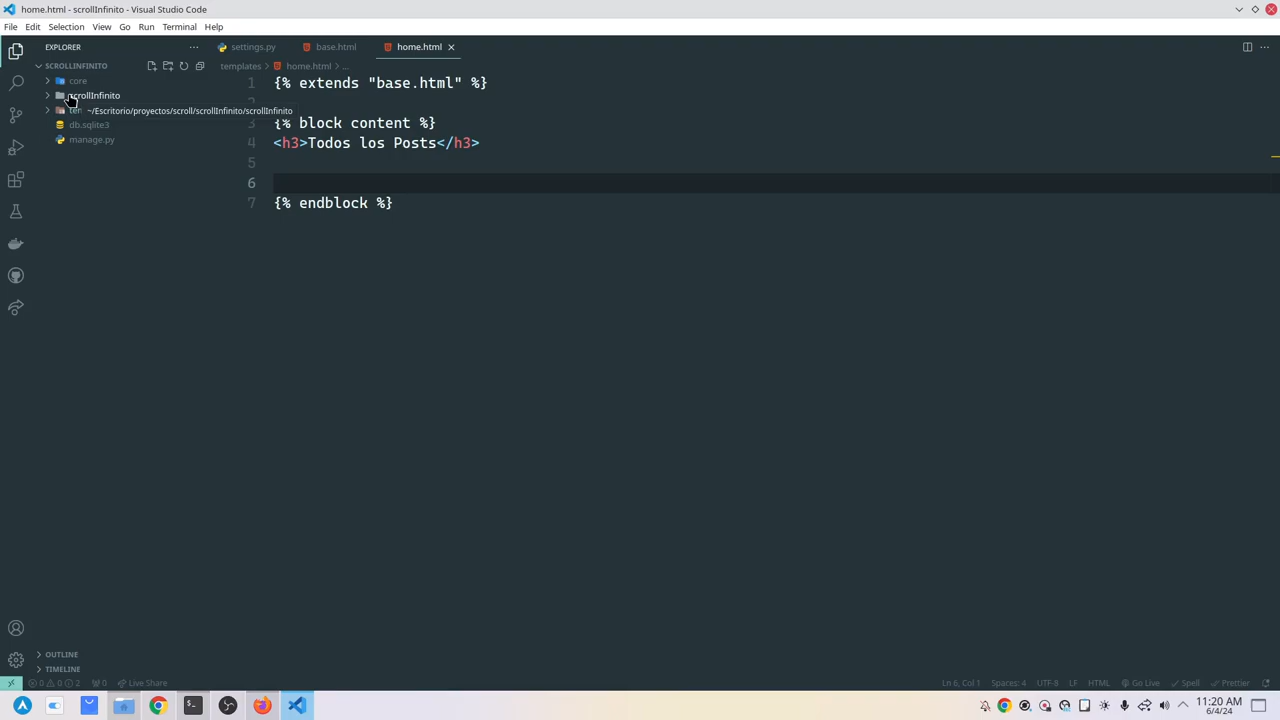 home.html - scrollInfinito - Visual Studio Code
File Edit Selection View Go Run Terminal Help
EXPLORER
settings.py base.html home.html
SCROLLINFINITO
templates > home.html > ...
core
scrollInfinito
~/Escritorio/proyectos/scroll/scrollInfinito/scrollInfinito
db.sqlite3
manage.py
1 {% extends "base.html" %}
3 {% block content %}
4 <h3>Todos los Posts</h3>
5
6
7 {% endblock %}
OUTLINE
TIMELINE
0 0 2 0 Live Share Ln 6, Col 1 Spaces: 4 UTF-8 LF HTML Go Live Spell Prettier
11:20 AM
6/4/24